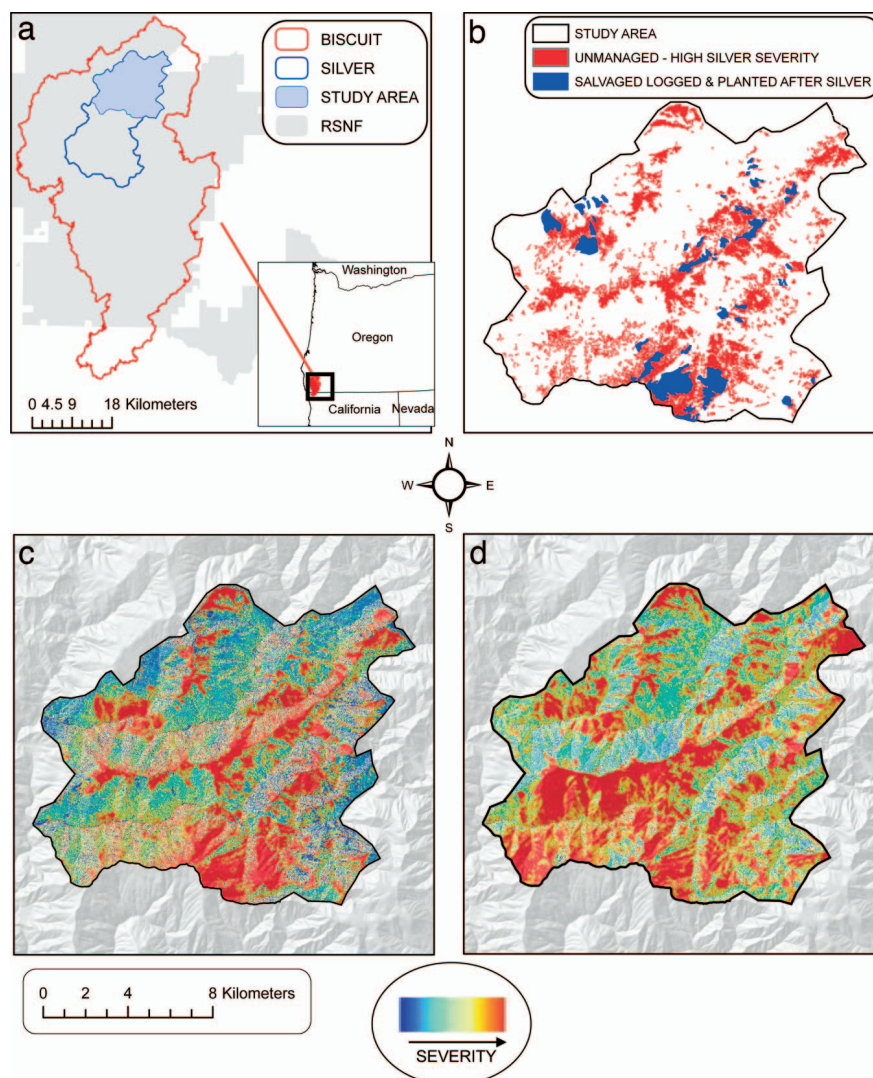 a
BISCUIT
SILVER
STUDY AREA
RSNF
Washington
Oregon
California
Nevada
0 4.5 9 18 Kilometers
b
STUDY AREA
UNMANAGED - HIGH SILVER SEVERITY
SALVAGED LOGGED & PLANTED AFTER SILVER
N
W E
S
c
d
0 2 4 8 Kilometers
SEVERITY